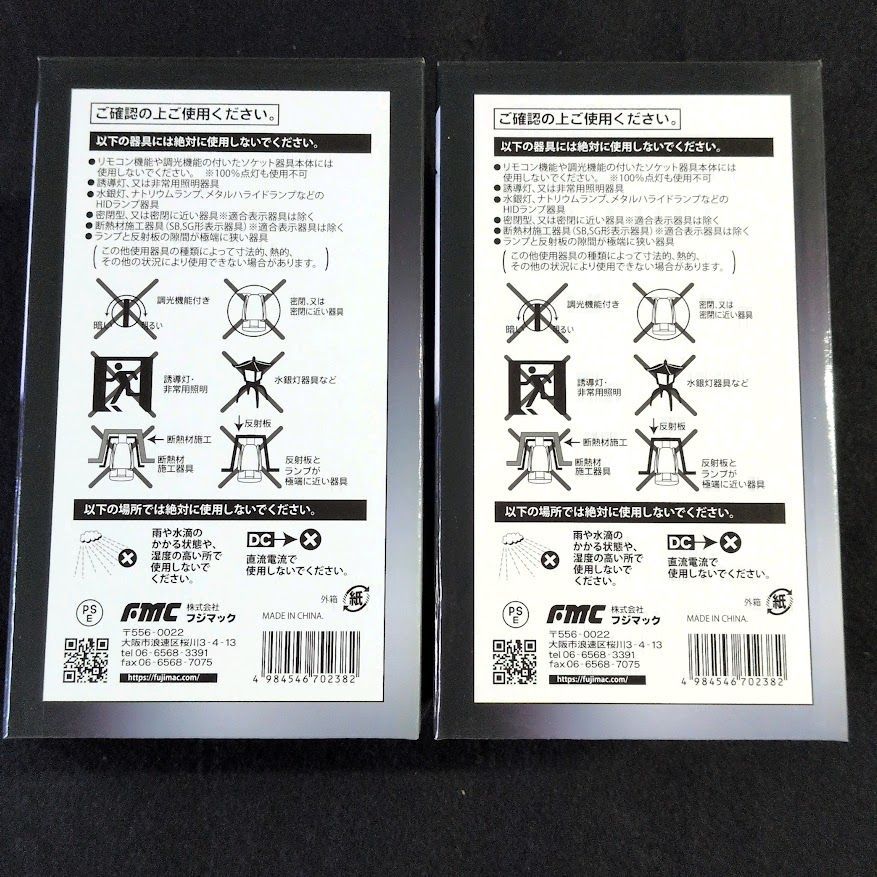 ご確認の上ご使用ください。
以下の器具には絶対に使用しないでください。
●リモコン機能や調光機能の付いたソケット器具本体には
使用しないでください。 ※100%点灯も使用不可
●誘導灯、又は非常用照明器具
●水銀灯、ナトリウムランプ、メタルハライドランプなどの
HIDランプ器具
●密閉型、又は密閉に近い器具※適合表示器具は除く
●断熱材施工器具（SB,SG形表示器具）※適合表示器具は除く
●ランプと反射板の隙間が極端に狭い器具
（この他使用器具の種類によって寸法的、熱的、
その他の状況により使用できない場合があります。）
暗い 明るい
調光機能付き
密閉、又は
密閉に近い器具
誘導灯・
非常用照明
水銀灯器具など
断熱材施工
断熱材
施工器具
反射板
反射板と
ランプが
極端に近い器具
以下の場所では絶対に使用しないでください。
雨や水滴の
かかる状態や、
湿度の高い所で
使用しないで
ください。
DC
直流電流で
使用しないでください。
PS
E
FMC 株式会社
フジマック
外箱 紙
MADE IN CHINA.
〒556-0022
大阪市浪速区桜川3-4-13
tel 06-6568-3391
fax 06-6568-7075
https://fujimac.com/
4 984546 702382
ご確認の上ご使用ください。
以下の器具には絶対に使用しないでください。
●リモコン機能や調光機能の付いたソケット器具本体には
使用しないでください。 ※100%点灯も使用不可
●誘導灯、又は非常用照明器具
●水銀灯、ナトリウムランプ、メタルハライドランプなどの
HIDランプ器具
●密閉型、又は密閉に近い器具※適合表示器具は除く
●断熱材施工器具（SB,SG形表示器具）※適合表示器具は除く
●ランプと反射板の隙間が極端に狭い器具
（この他使用器具の種類によって寸法的、熱的、
その他の状況により使用できない場合があります。）
暗い 明るい
調光機能付き
密閉、又は
密閉に近い器具
誘導灯・
非常用照明
水銀灯器具など
断熱材施工
断熱材
施工器具
反射板
反射板と
ランプが
極端に近い器具
以下の場所では絶対に使用しないでください。
雨や水滴の
かかる状態や、
湿度の高い所で
使用しないで
ください。
DC
直流電流で
使用しないでください。
PS
E
FMC 株式会社
フジマック
外箱 紙
MADE IN CHINA.
〒556-0022
大阪市浪速区桜川3-4-13
tel 06-6568-3391
fax 06-6568-7075
https://fujimac.com/
4 984546 702382